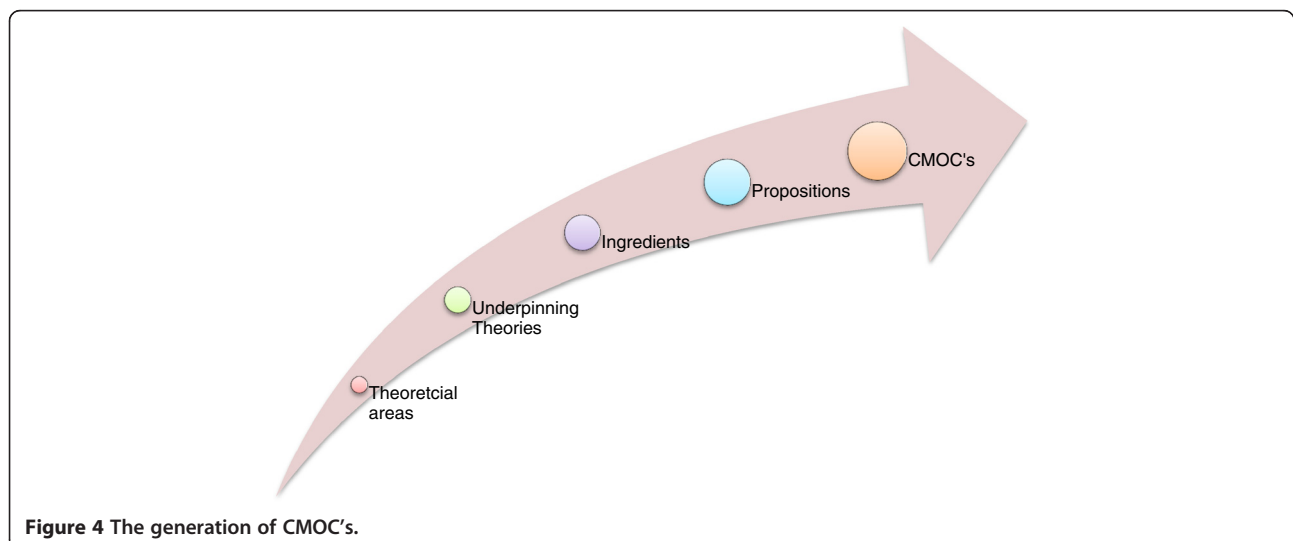 CMOC's
Propositions
Ingredients
Underpinning
Theories
Theoretcial
areas
Figure 4 The generation of CMOC's.